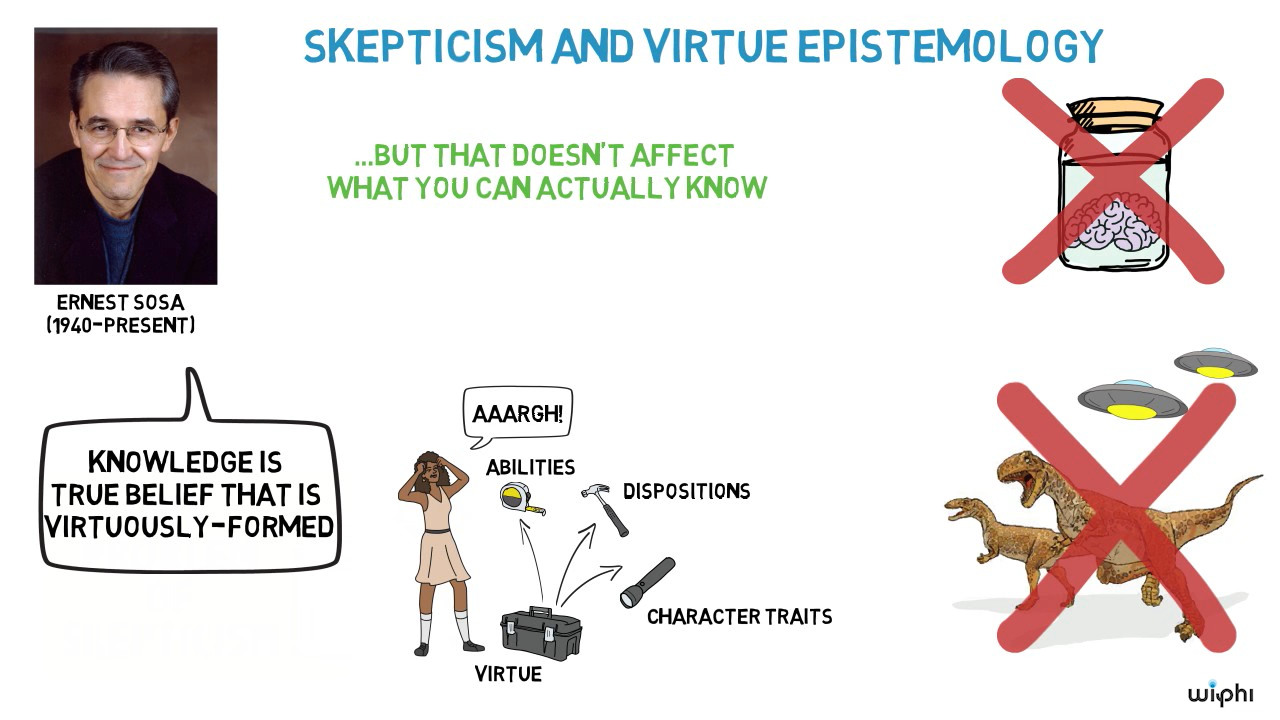 SKEPTICISM AND VIRTUE EPISTEMOLOGY
...BUT THAT DOESN'T AFFECT
WHAT YOU CAN ACTUALLY KNOW
ERNEST SOSA
(1940-PRESENT)
KNOWLEDGE IS
TRUE BELIEF THAT IS
VIRTUOUSLY-FORMED
AAARGH!
ABILITIES
DISPOSITIONS
CHARACTER TRAITS
VIRTUE
wiphi